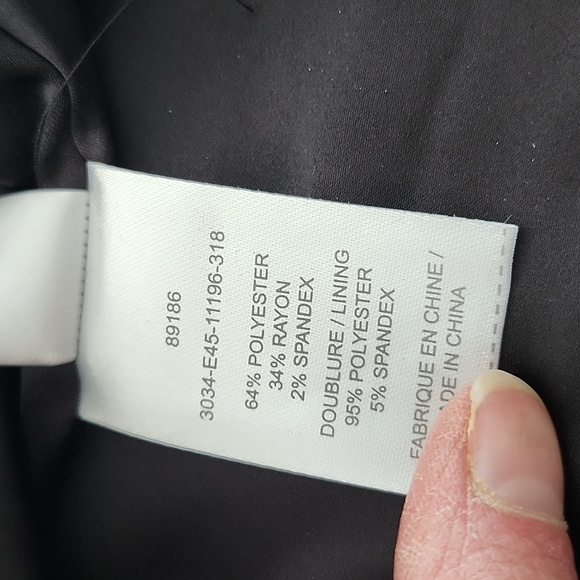 89186
3034-E45-11196-318
64% POLYESTER
34% RAYON
2% SPANDEX
DOUBLURE / LINING
95% POLYESTER
5% SPANDEX
FABRIQUE EN CHINE /
ADE IN CHINA